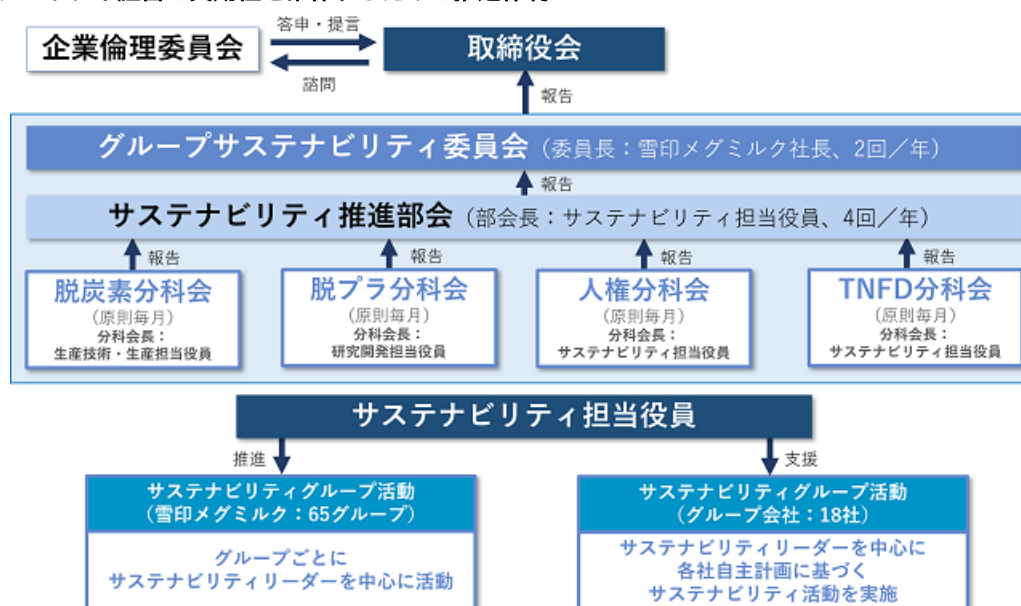 答申・提言
企業倫理委員会
取締役会
諮問
報告
グループサステナビリティ委員会（委員長：雪印メグミルク社長、2回／年）
報告
サステナビリティ推進部会（部会長：サステナビリティ担当役員、4回／年）
報告
報告
報告
報告
脱炭素分科会
（原則毎月）
分科会長：
生産技術・生産担当役員
脱プラ分科会
（原則毎月）
分科会長：
研究開発担当役員
人権分科会
（原則毎月）
分科会長：
サステナビリティ担当役員
TNFD分科会
（原則毎月）
分科会長：
サステナビリティ担当役員
サステナビリティ担当役員
推進
支援
サステナビリティグループ活動
（雪印メグミルク：65グループ）
グループごとに
サステナビリティリーダーを中心に活動
サステナビリティグループ活動
（グループ会社：18社）
サステナビリティリーダーを中心に
各社自主計画に基づく
サステナビリティ活動を実施